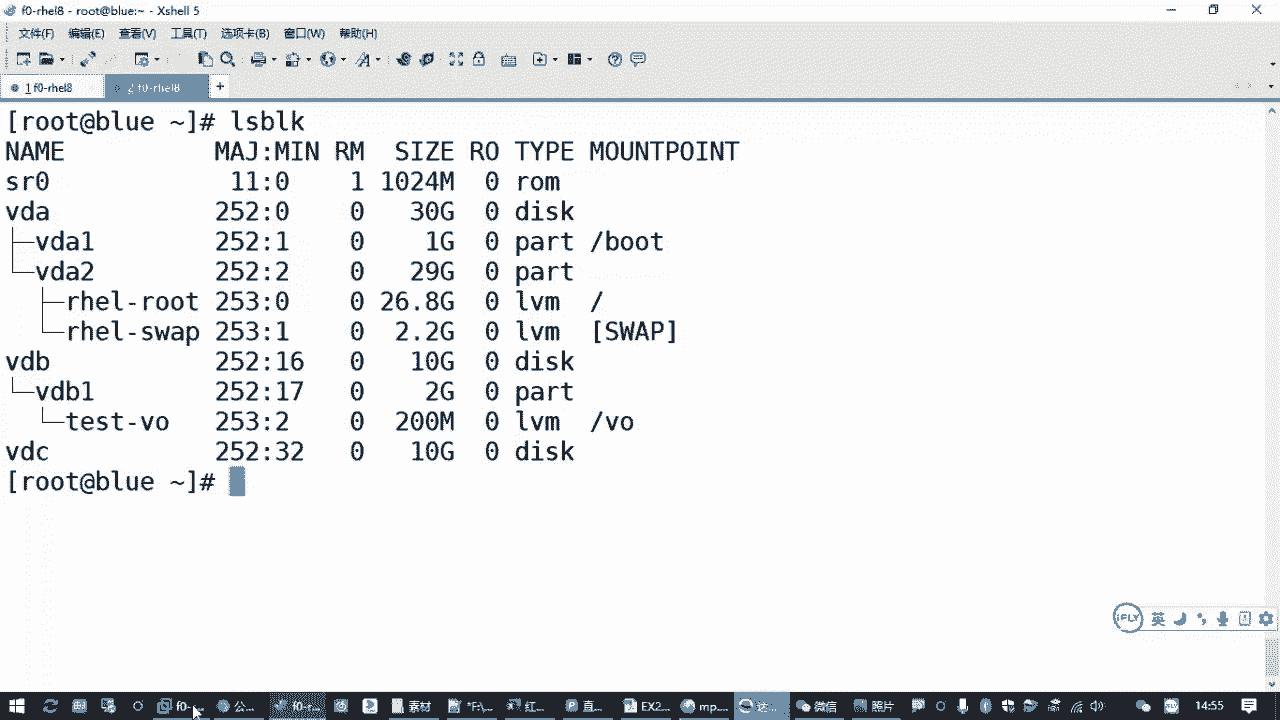 f0-rhel8 - root@blue:~ - Xshell 5
文件(F) 编辑(E) 查看(V) 工具(T) 选项卡(B) 窗口(W) 帮助(H)
1 f0-rhel8 2 f0-rhel8 +
[root@blue ~]# lsblk
NAME MAJ:MIN RM SIZE RO TYPE MOUNTPOINT
sr0 11:0 1 1024M 0 rom
vda 252:0 0 30G 0 disk
├─vda1 252:1 0 1G 0 part /boot
└─vda2 252:2 0 29G 0 part
├─rhel-root 253:0 0 26.8G 0 lvm /
└─rhel-swap 253:1 0 2.2G 0 lvm [SWAP]
vdb 252:16 0 10G 0 disk
└─vdb1 252:17 0 2G 0 part
└─test-vo 253:2 0 200M 0 lvm /vo
vdc 252:32 0 10G 0 disk
[root@blue ~]#
iFLY 英
f0-... 公... f0-r... 素材 红... 直... EX2... mp... 微信 照片 14:55